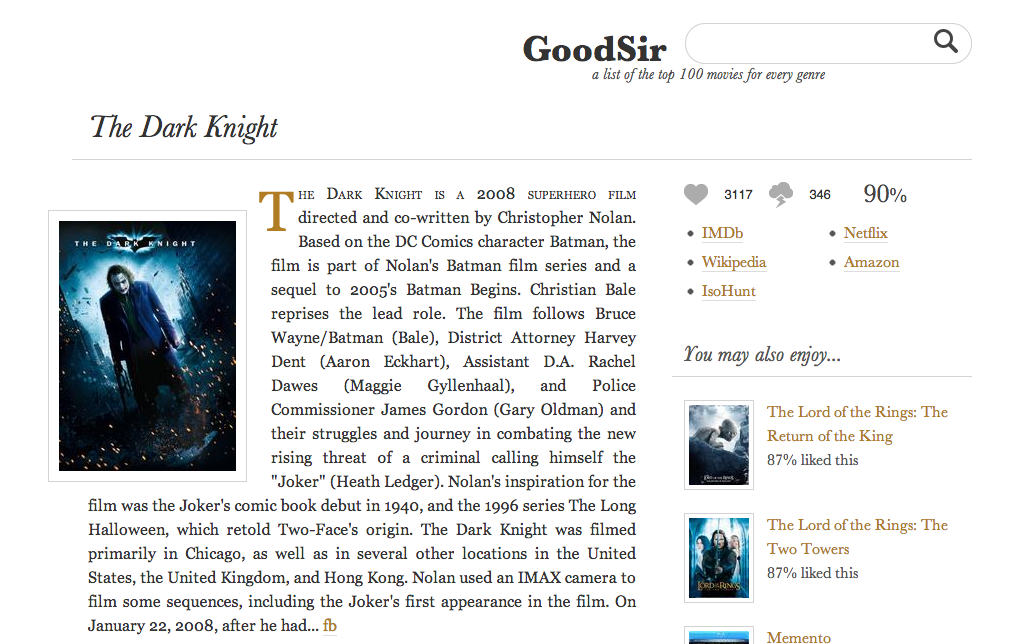 GoodSir
a list of the top 100 movies for every genre
The Dark Knight
THE DARK KNIGHT
THE DARK KNIGHT IS A 2008 SUPERHERO FILM
directed and co-written by Christopher Nolan.
Based on the DC Comics character Batman, the
film is part of Nolan's Batman film series and a
sequel to 2005's Batman Begins. Christian Bale
reprises the lead role. The film follows Bruce
Wayne/Batman (Bale), District Attorney Harvey
Dent (Aaron Eckhart), Assistant D.A. Rachel
Dawes (Maggie Gyllenhaal), and Police
Commissioner James Gordon (Gary Oldman) and
their struggles and journey in combating the new
rising threat of a criminal calling himself the
"Joker" (Heath Ledger). Nolan's inspiration for the
film was the Joker's comic book debut in 1940, and the 1996 series The Long
Halloween, which retold Two-Face's origin. The Dark Knight was filmed
primarily in Chicago, as well as in several other locations in the United
States, the United Kingdom, and Hong Kong. Nolan used an IMAX camera to
film some sequences, including the Joker's first appearance in the film. On
January 22, 2008, after he had... fb
3117 346 90%
IMDb
Wikipedia
IsoHunt
Netflix
Amazon
You may also enjoy...
The Lord of the Rings: The
Return of the King
87% liked this
The Lord of the Rings: The
Two Towers
87% liked this
Memento